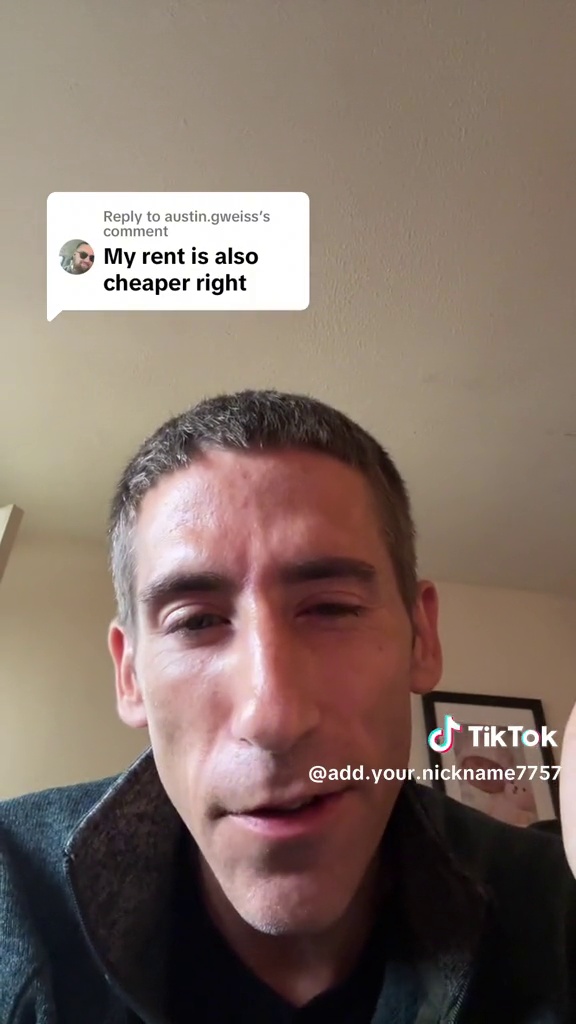 Reply to austin.gweiss's
comment
My rent is also
cheaper right
TikTok
@add.your.nickname7757